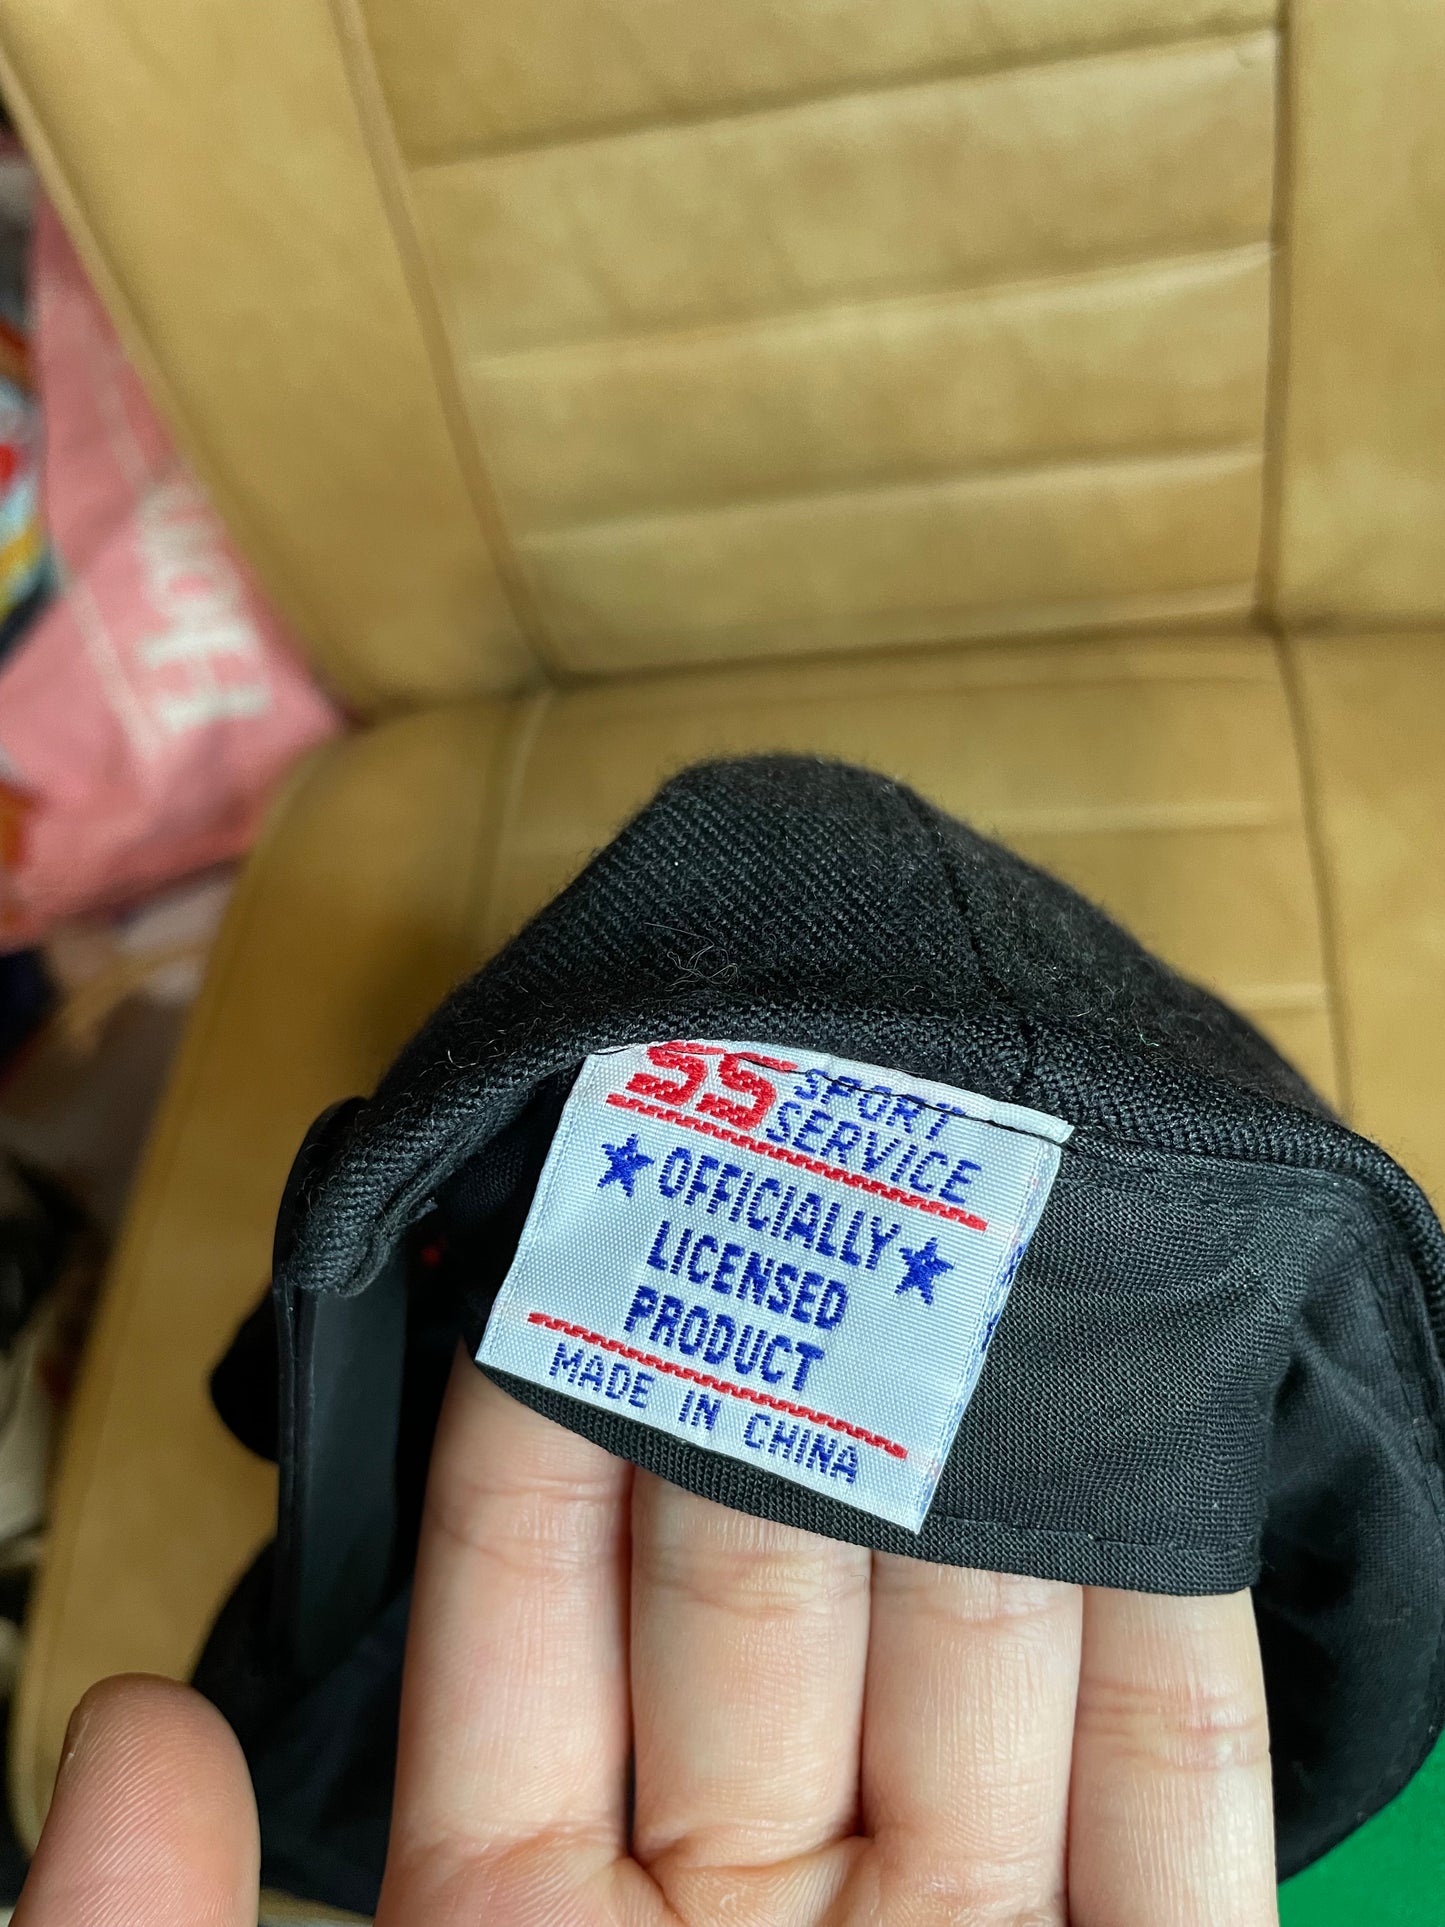 SS SPORT
SERVICE
OFFICIALLY
LICENSED
PRODUCT
MADE IN CHINA